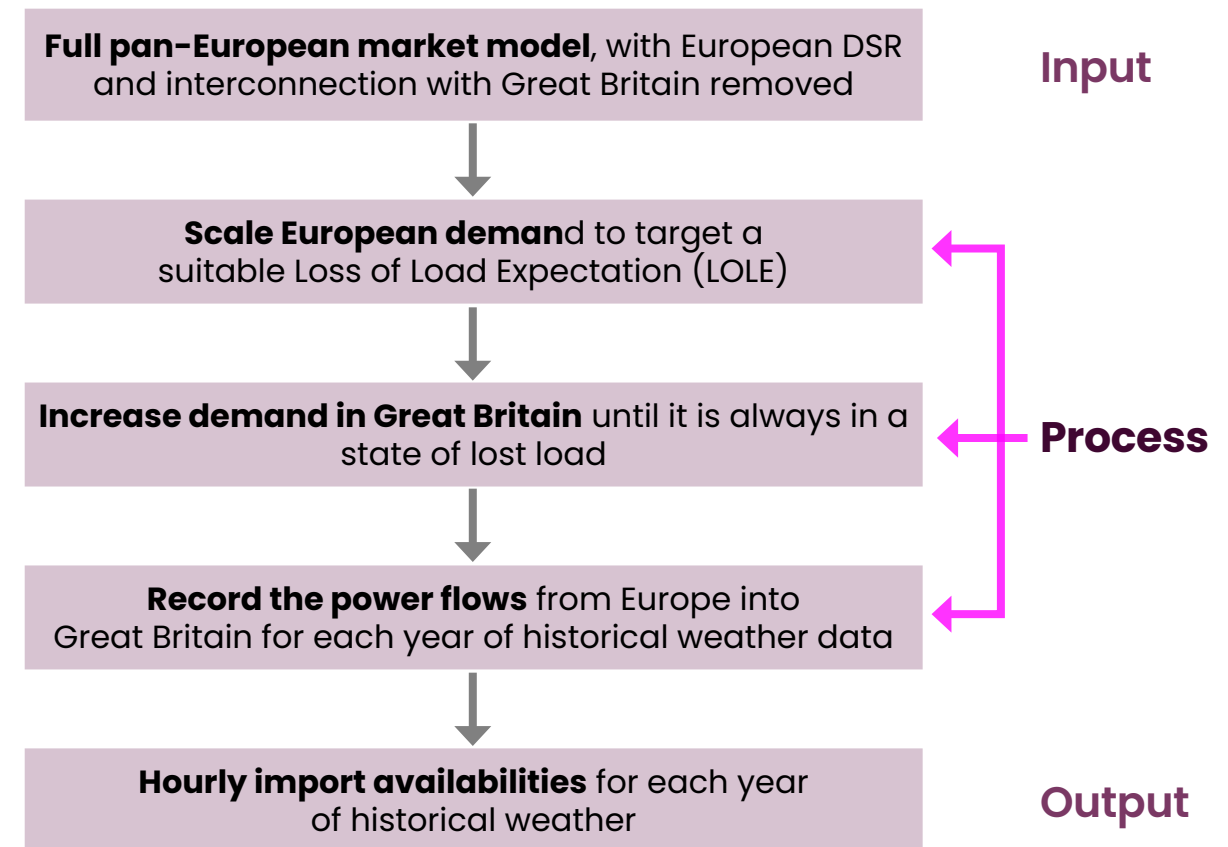 Full pan-European market model, with European DSR
and interconnection with Great Britain removed
Input
Scale European demand to target a
suitable Loss of Load Expectation (LOLE)
Increase demand in Great Britain until it is always in a
state of lost load
Process
Record the power flows from Europe into
Great Britain for each year of historical weather data
Hourly import availabilities for each year
of historical weather
Output